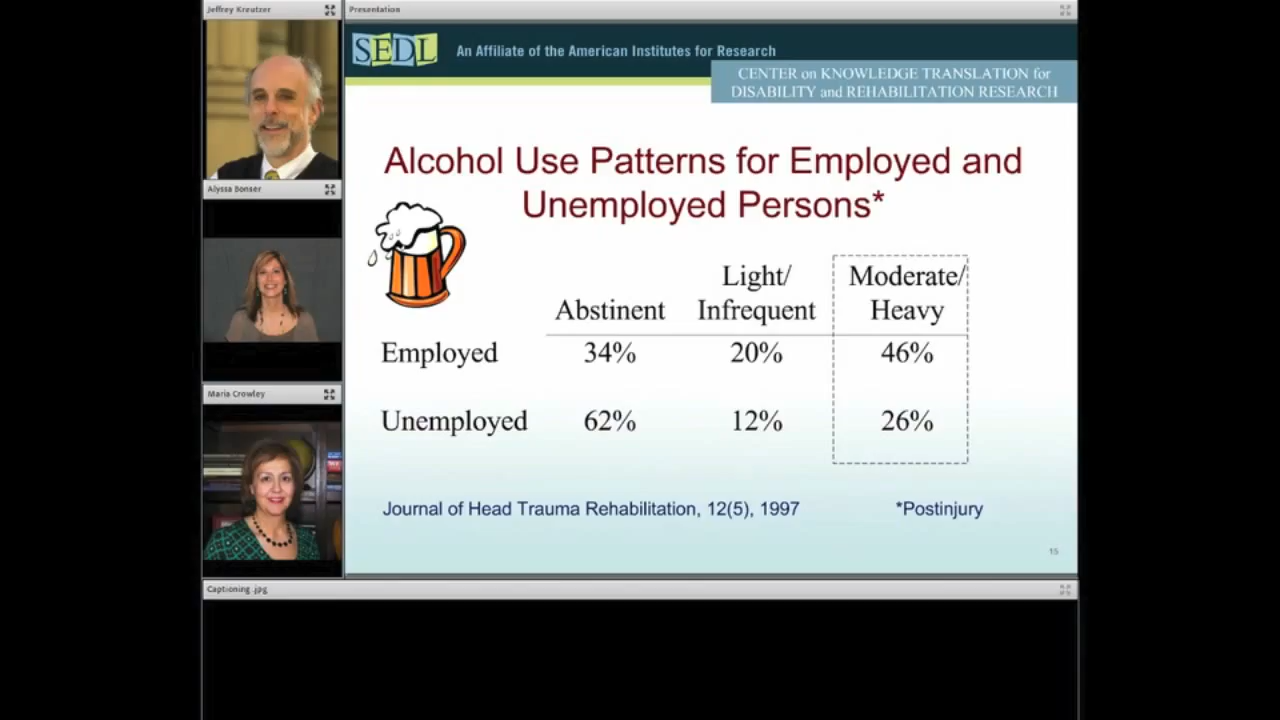 Jeffrey Kreutzer
Presentation
SEDL An Affiliate of the American Institutes for Research
CENTER on KNOWLEDGE TRANSLATION for
DISABILITY and REHABILITATION RESEARCH
Alyssa Bonser
Maria Crowley
Alcohol Use Patterns for Employed and
Unemployed Persons*
Light/ Moderate/
Abstinent Infrequent Heavy
Employed 34% 20% 46%
Unemployed 62% 12% 26%
Journal of Head Trauma Rehabilitation, 12(5), 1997 *Postinjury
15
Captioning .jpg